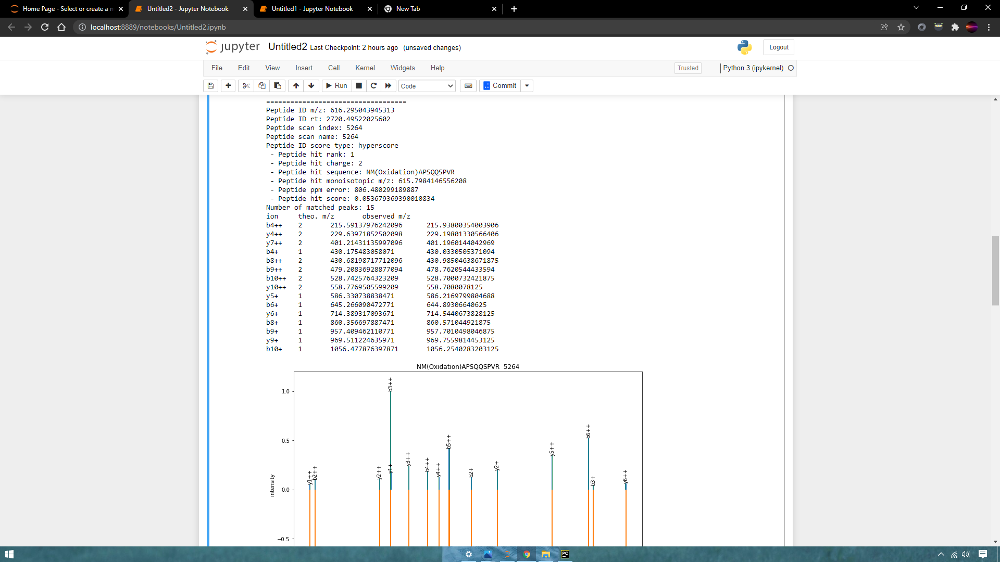 Home Page - Select or create a n
Untitled2 - Jupyter Notebook
Untitled1 - Jupyter Notebook
New Tab
localhost:8889/notebooks/Untitled2.ipynb
jupyter Untitled2 Last Checkpoint: 2 hours ago (unsaved changes)
Logout
File Edit View Insert Cell Kernel Widgets Help
Trusted
Python 3 (ipykernel)
Run
Code
Commit
===================================
Peptide ID m/z: 616.295043945313
Peptide ID rt: 2720.49522025602
Peptide scan index: 5264
Peptide scan name: 5264
Peptide ID score type: hyperscore
- Peptide hit rank: 1
- Peptide hit charge: 2
- Peptide hit sequence: NM(Oxidation)APSQQSPVR
- Peptide hit monoisotopic m/z: 615.7984146556208
- Peptide ppm error: 806.480299189887
- Peptide hit score: 0.053679369390010834
Number of matched peaks: 15
ion theo. m/z observed m/z
b4++ 2 215.59137976242096 215.93800354003906
y4++ 2 229.63971852502098 229.19801330566406
y7++ 2 401.21431135997096 401.1960144042969
b4+ 1 430.175483058071 430.0330505371094
b8++ 2 430.68198717712096 430.98504638671875
b9++ 2 479.20836928877094 478.7620544433594
b10++ 2 528.7425764323209 528.7000732421875
y10++ 2 558.7769505599209 558.7080078125
y5+ 1 586.330738838471 586.2169799804688
b6+ 1 645.266090472771 644.89306640625
y6+ 1 714.389317093671 714.5440673828125
b8+ 1 860.356697887471 860.571044921875
b9+ 1 957.409462110771 957.7010498046875
y9+ 1 969.511224635971 969.7559814453125
b10+ 1 1056.477876397871 1056.2540283203125
NM(Oxidation)APSQQSPVR 5264
1.0
0.5
0.0
−0.5
intensity
y1++
b2++
y2++
b3++
y1+
y3++
b4++
y4++
b5++
b2+
y2+
y5++
b6++
b3+
y6++
PC